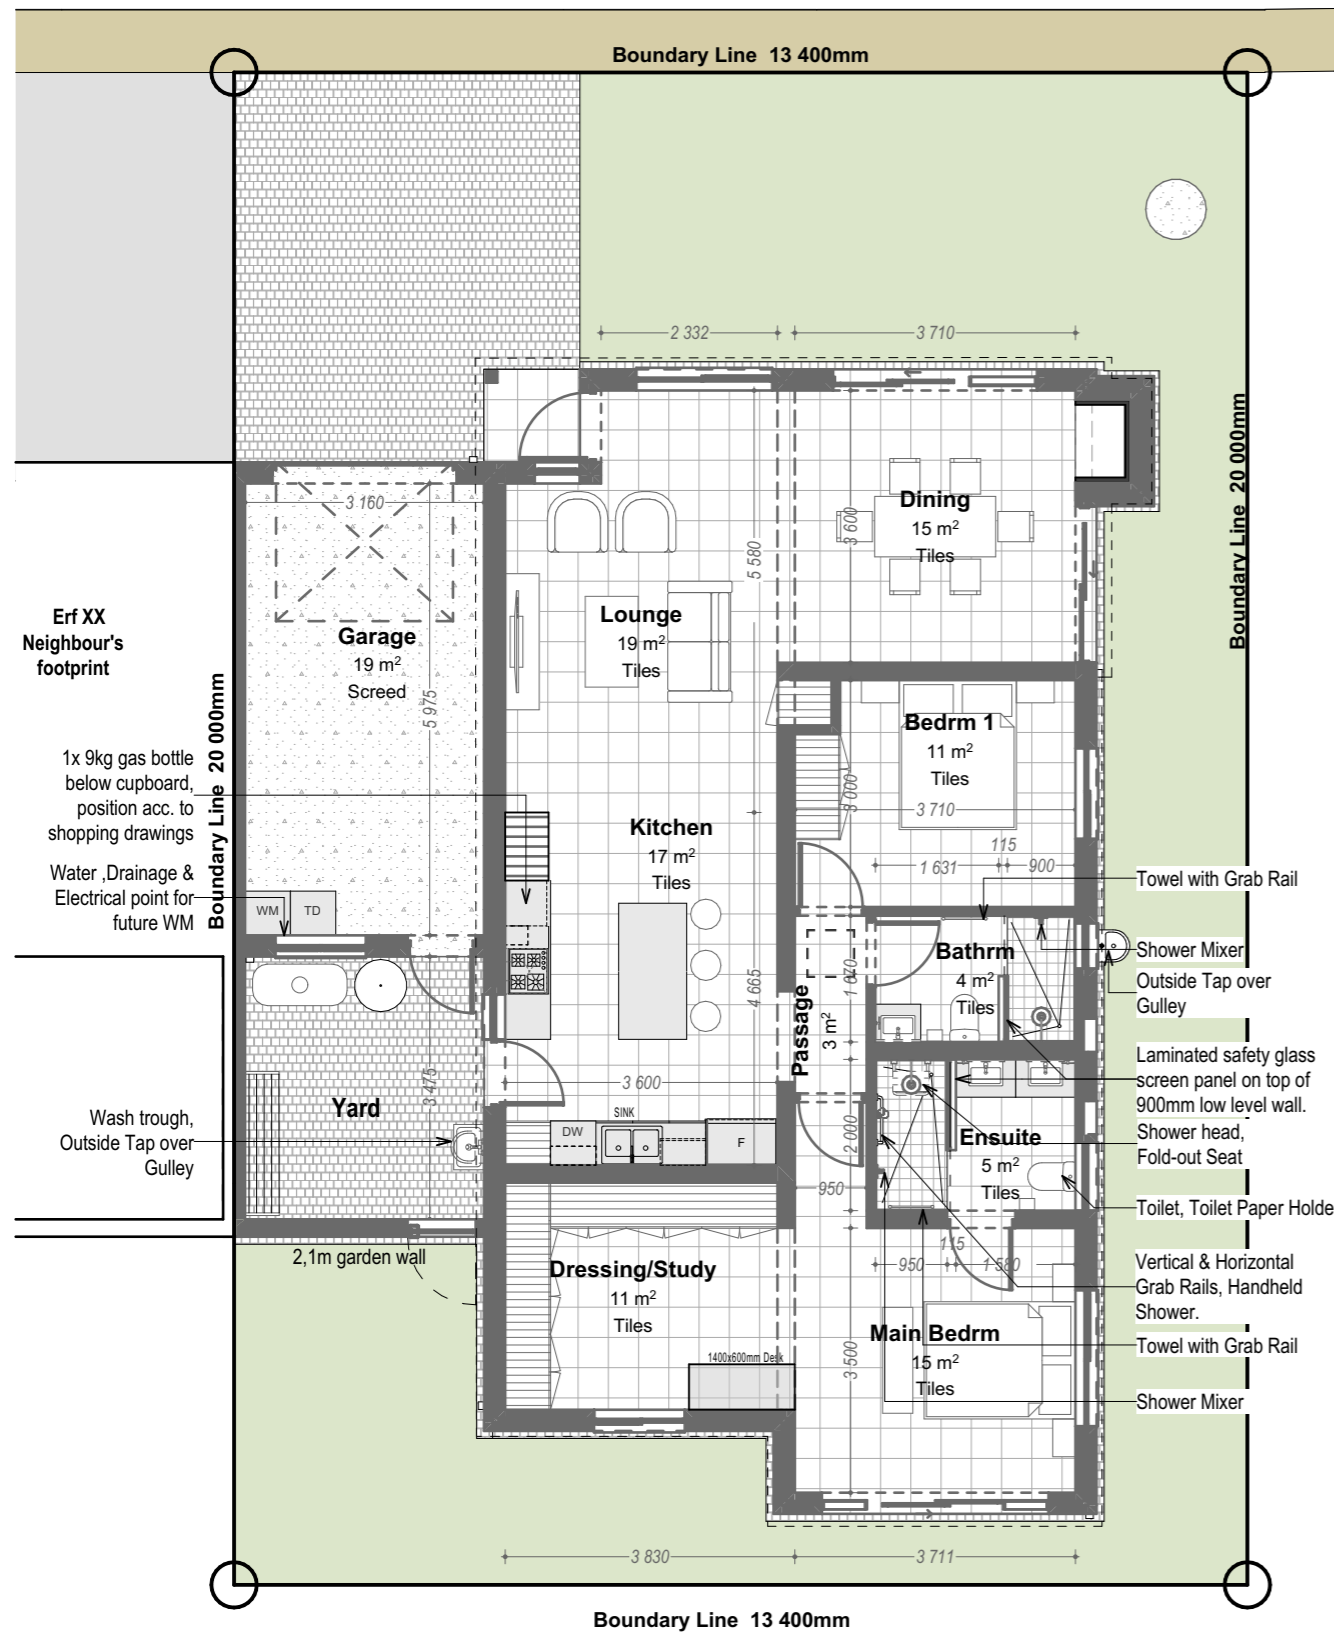 Boundary Line 13 400mm
2 332
3 710
Boundary Line 20 000mm
3 160
Dining
15 m²
Tiles
3 600
5 580
Erf XX
Neighbour's
footprint
Garage
19 m²
Screed
Lounge
19 m²
Tiles
5 975
Boundary Line 20 000mm
Bedrm 1
11 m²
Tiles
3 000
3 710
1x 9kg gas bottle
below cupboard,
position acc. to
shopping drawings
Kitchen
17 m²
Tiles
115
1 631
900
Water ,Drainage &
Electrical point for
future WM
WM
TD
Towel with Grab Rail
Bathrm
4 m²
Tiles
Shower Mixer
Outside Tap over
Gulley
1 670
4 665
Passage
3 m²
Laminated safety glass
screen panel on top of
900mm low level wall.
3 600
3 475
Yard
SINK
DW
F
Wash trough,
Outside Tap over
Gulley
Shower head,
Fold-out Seat
2 000
Ensuite
5 m²
Tiles
950
Toilet, Toilet Paper Holde
2,1m garden wall
115
950
1 580
Dressing/Study
11 m²
Tiles
Vertical & Horizontal
Grab Rails, Handheld
Shower.
Main Bedrm
15 m²
Tiles
3 500
Towel with Grab Rail
1400x600mm Desk
Shower Mixer
3 830
3 711
Boundary Line 13 400mm